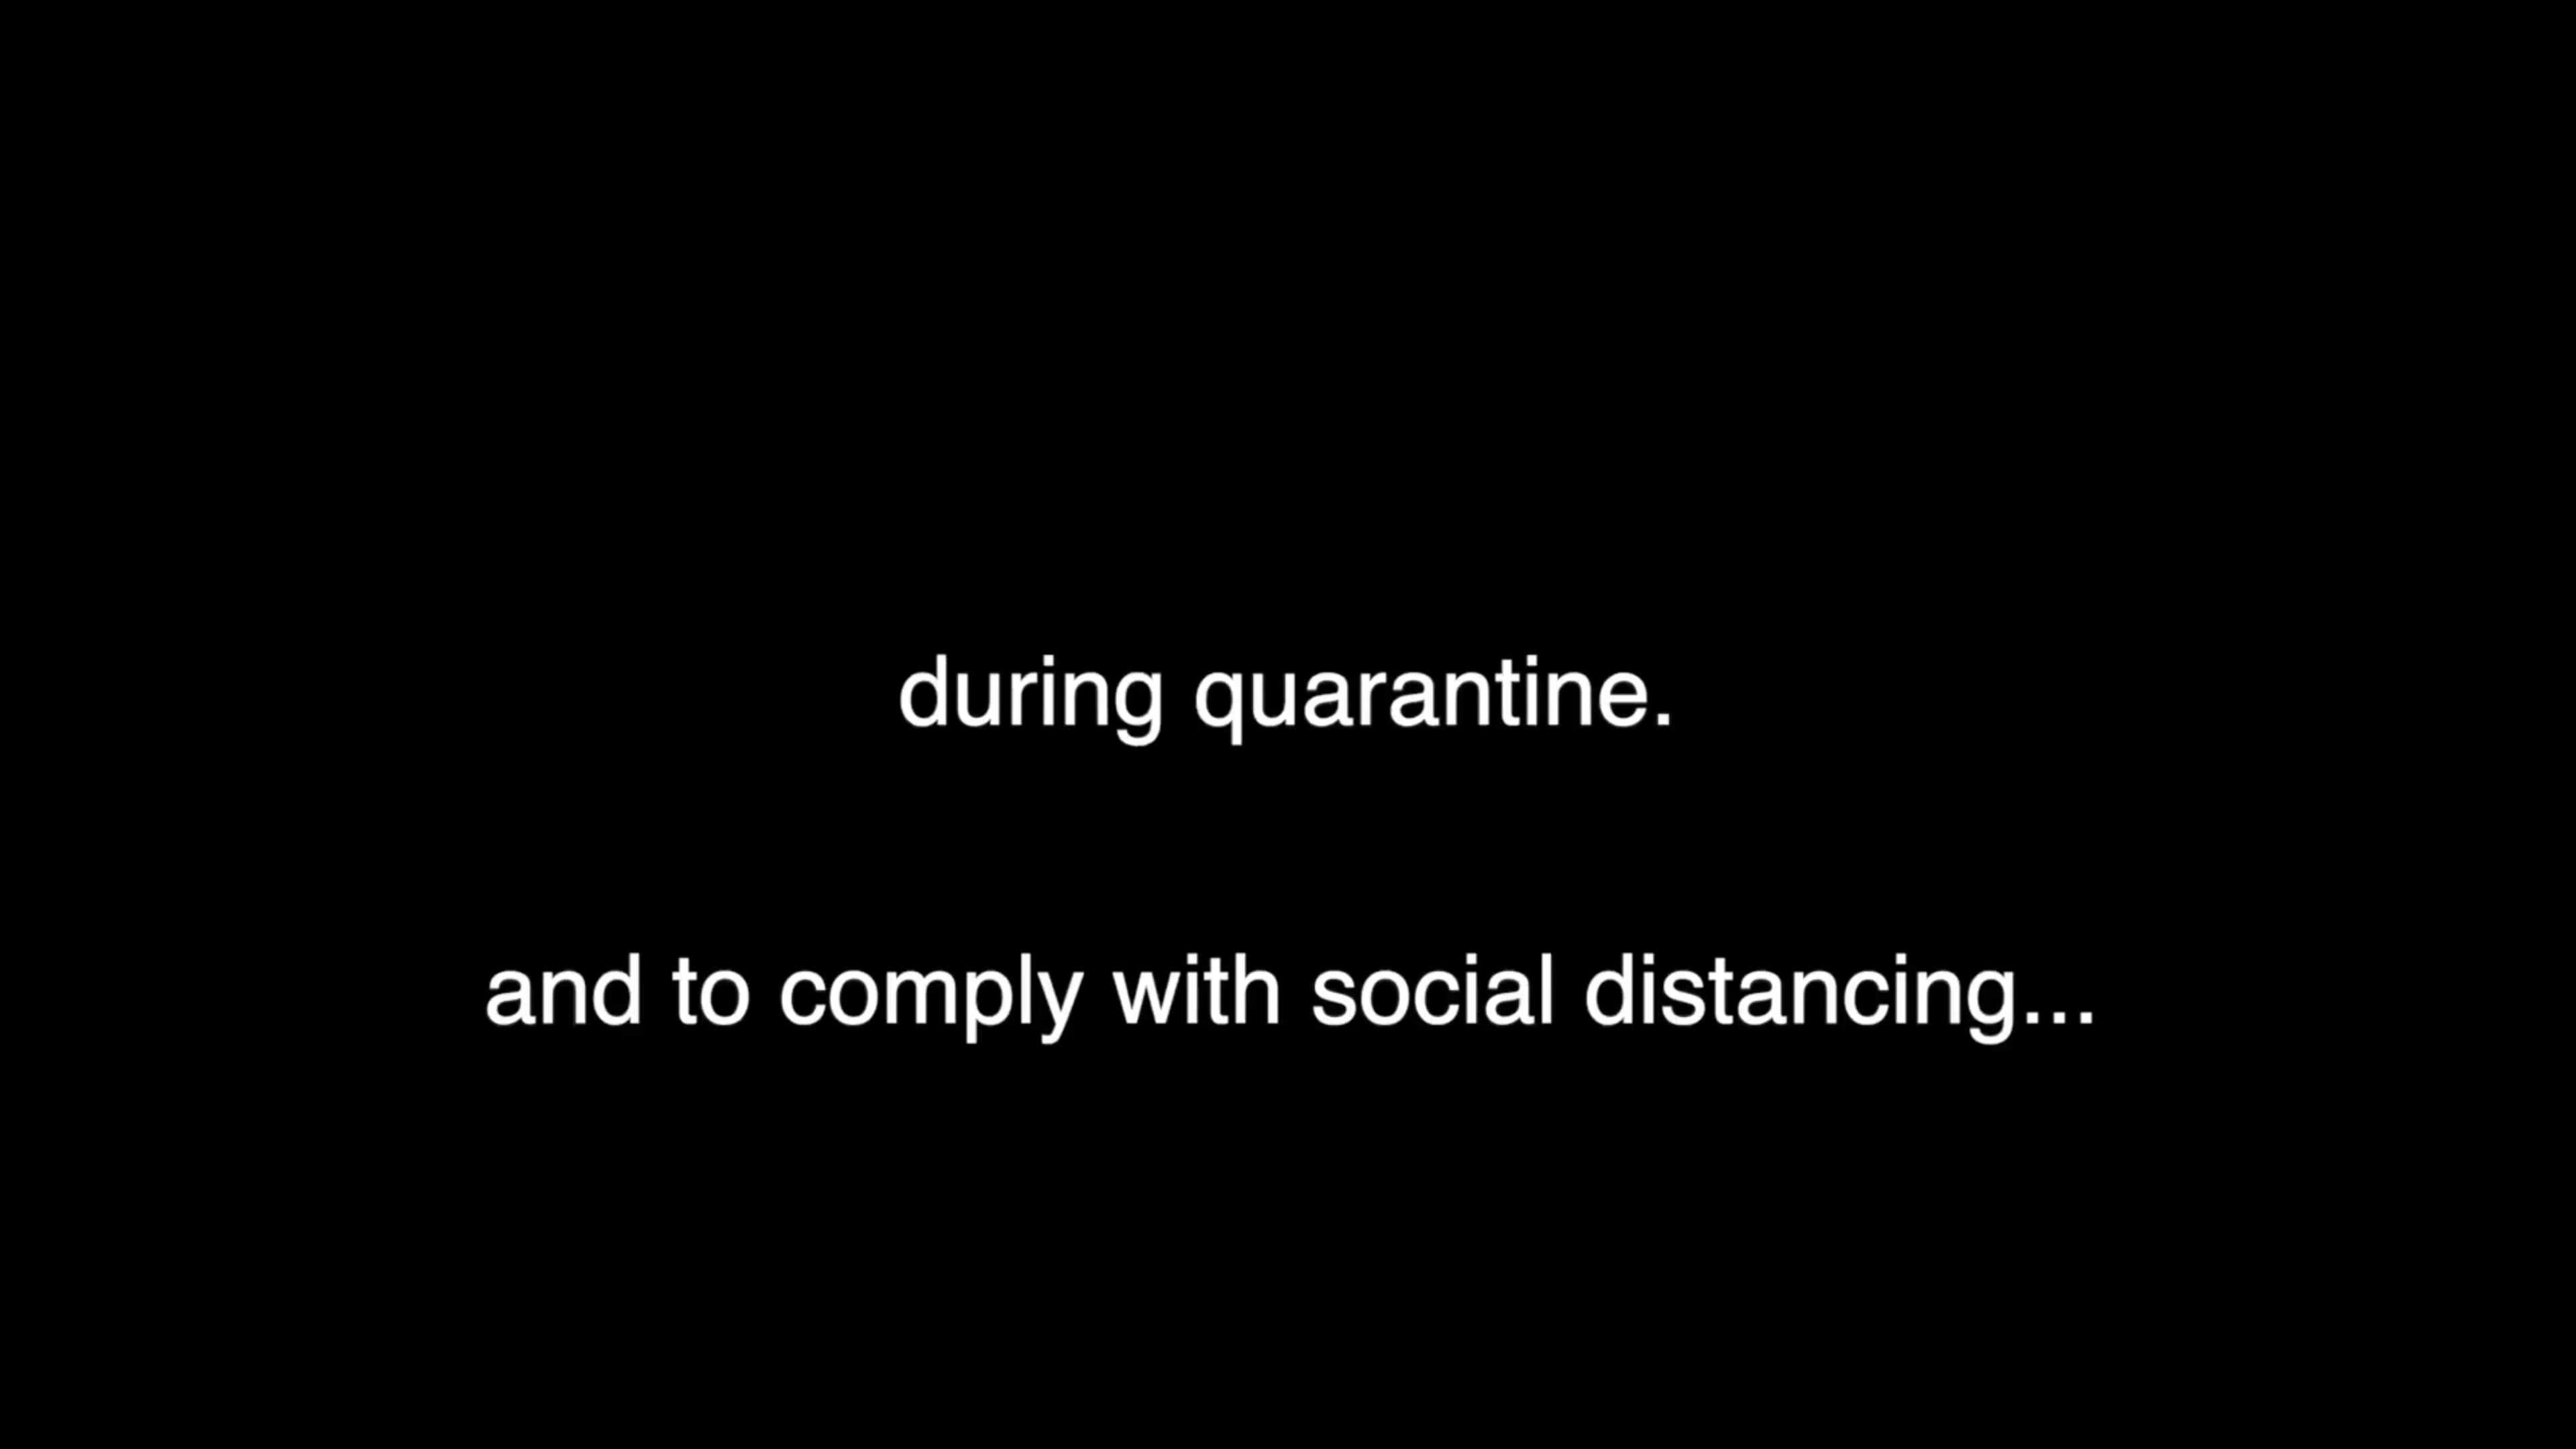 during quarantine.
and to comply with social distancing...